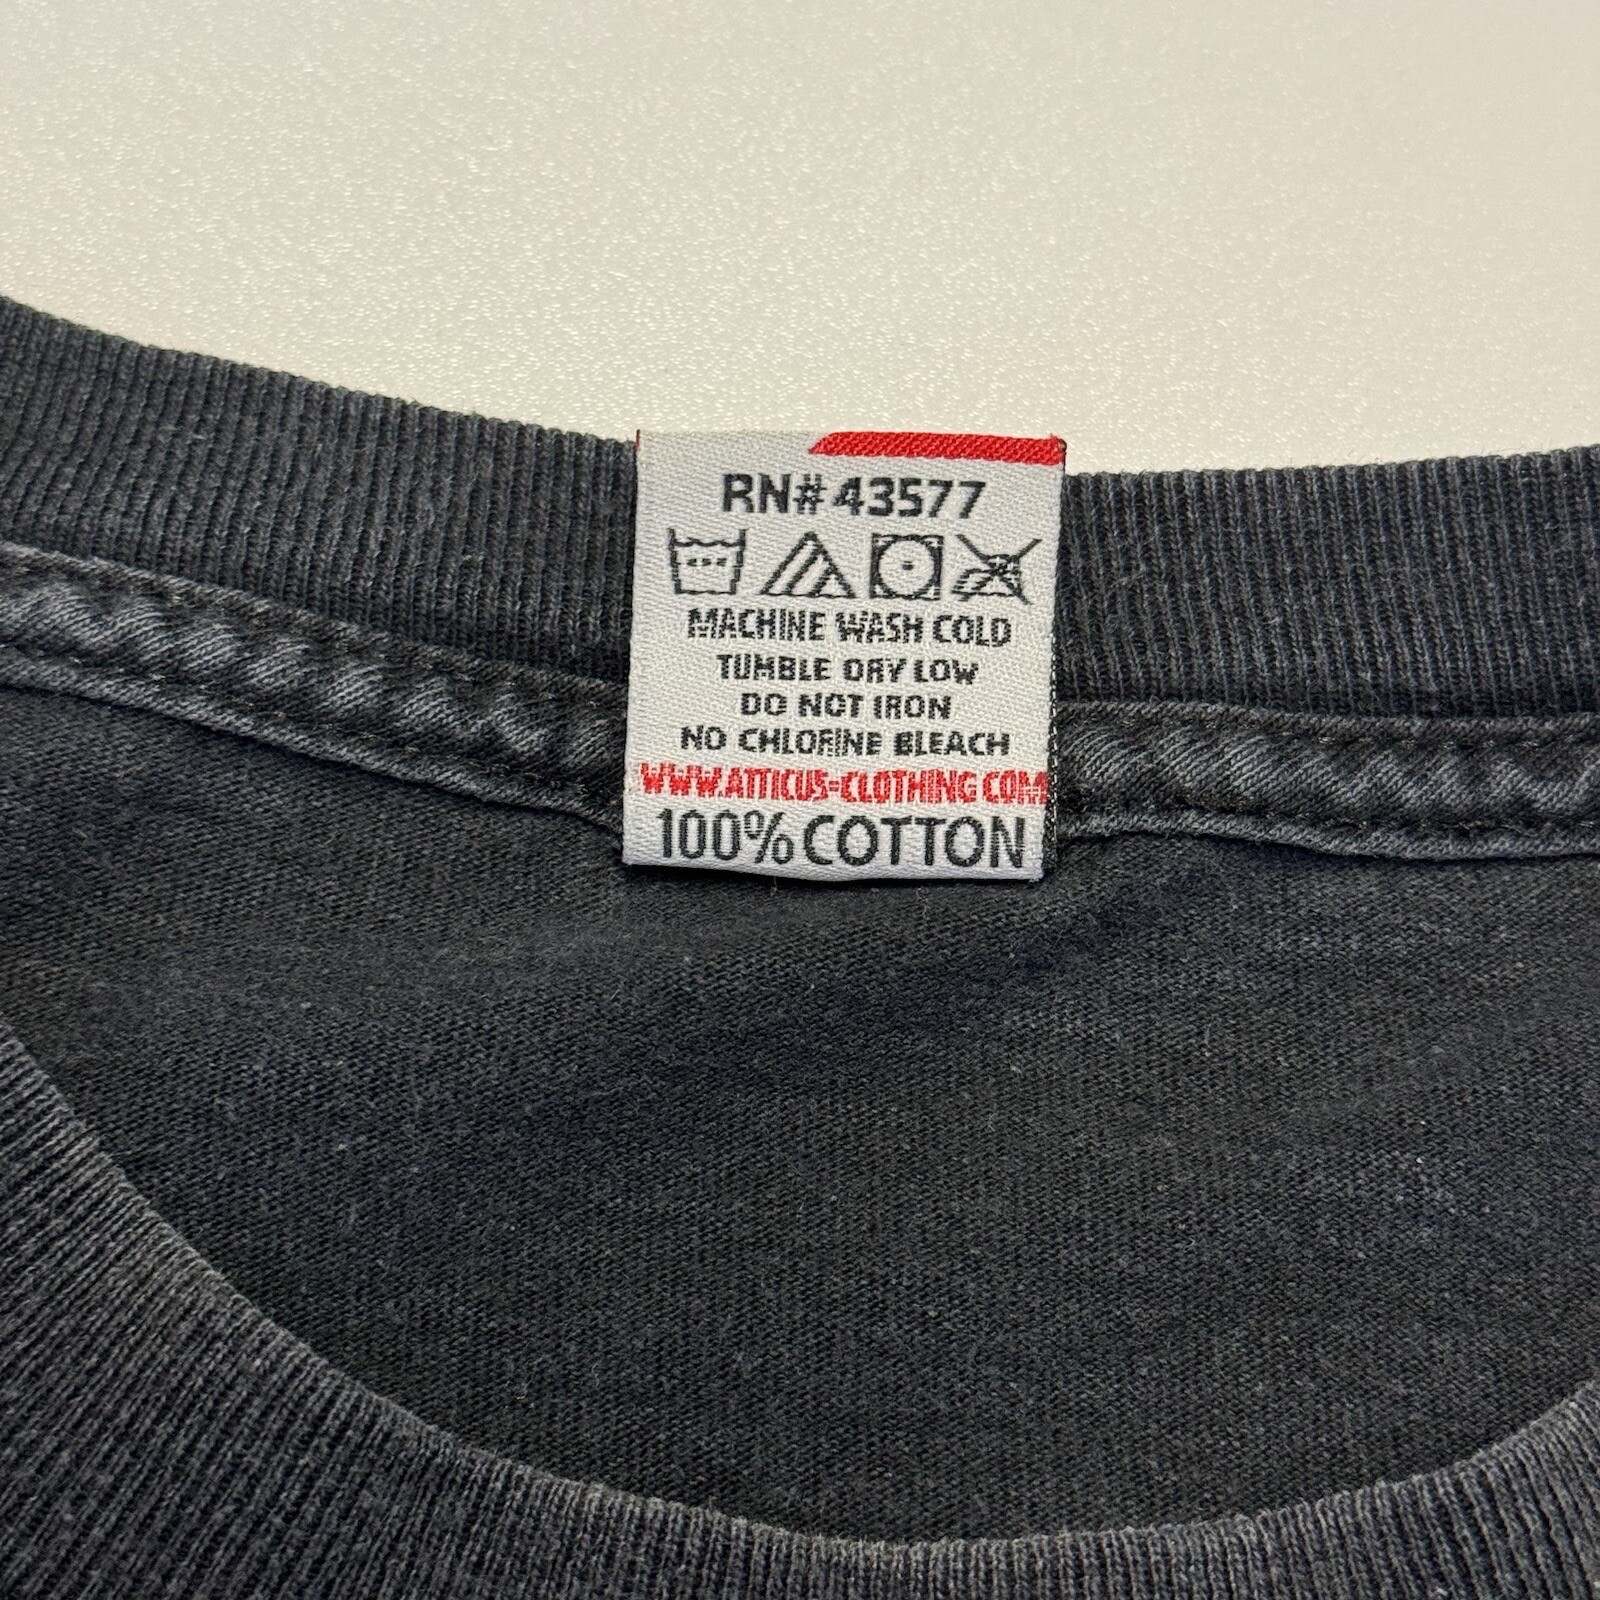 RN# 43577
MACHINE WASH COLD
TUMBLE DRY LOW
DO NOT IRON
NO CHLORINE BLEACH
WWW.ATTICUS-CLOTHING.COM
100% COTTON